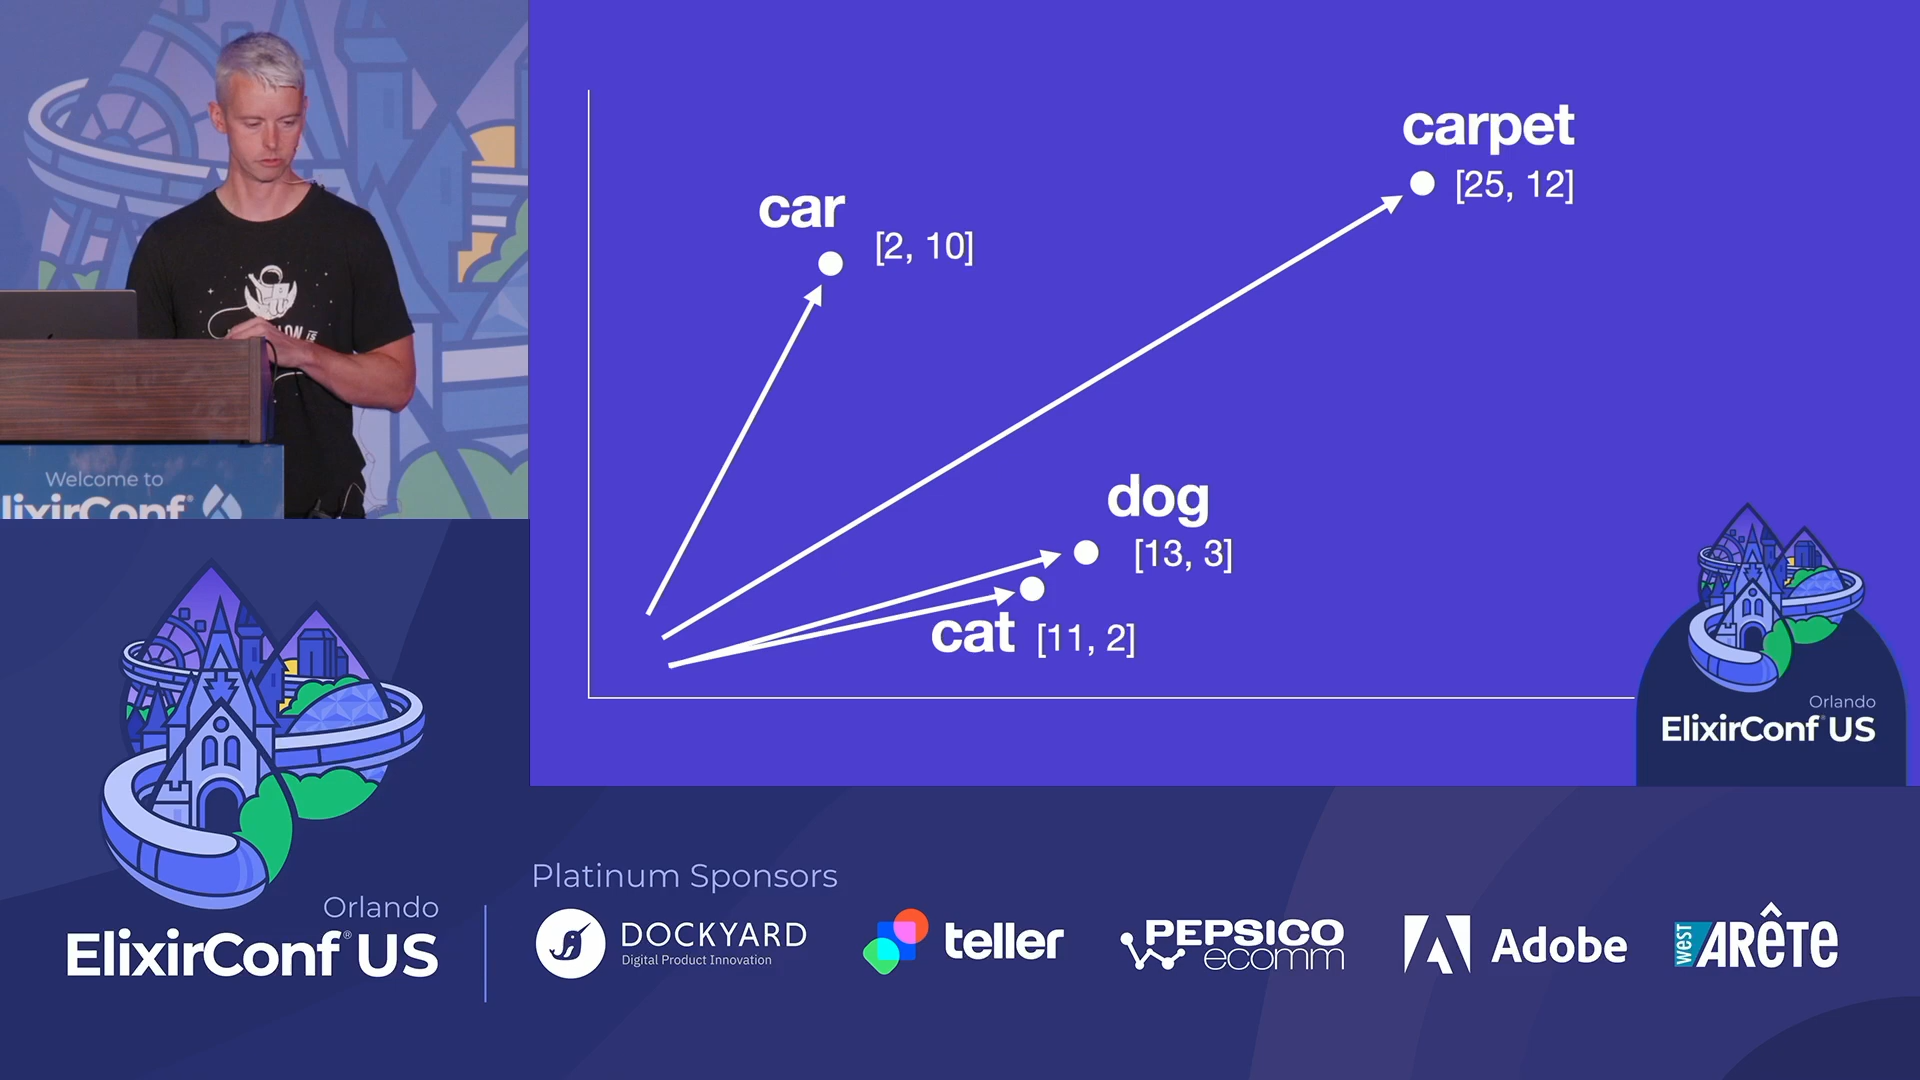 Welcome to
lixirConf
car
[2, 10]
carpet
[25, 12]
dog
[13, 3]
cat [11, 2]
Orlando
ElixirConf US
Orlando
ElixirConf® US
Platinum Sponsors
DOCKYARD
Digital Product Innovation
teller
PEPSICO
ecomm
Adobe
west ARÊTE